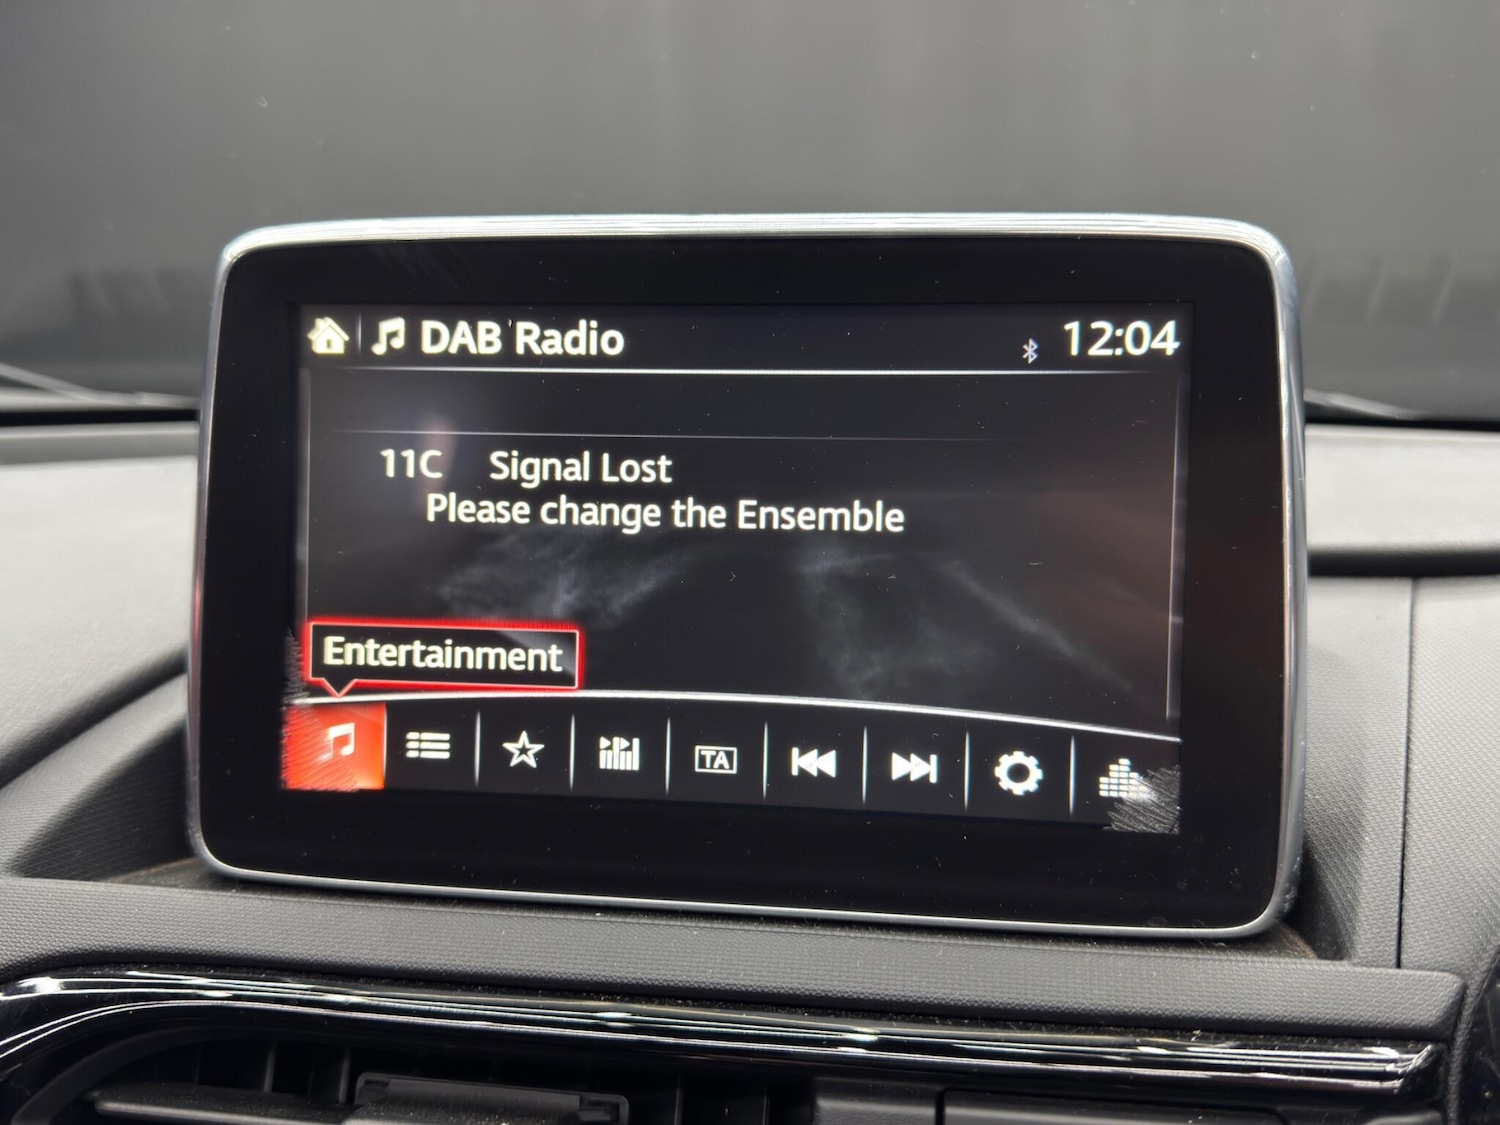 DAB Radio 12:04
11C Signal Lost
Please change the Ensemble
Entertainment
TA